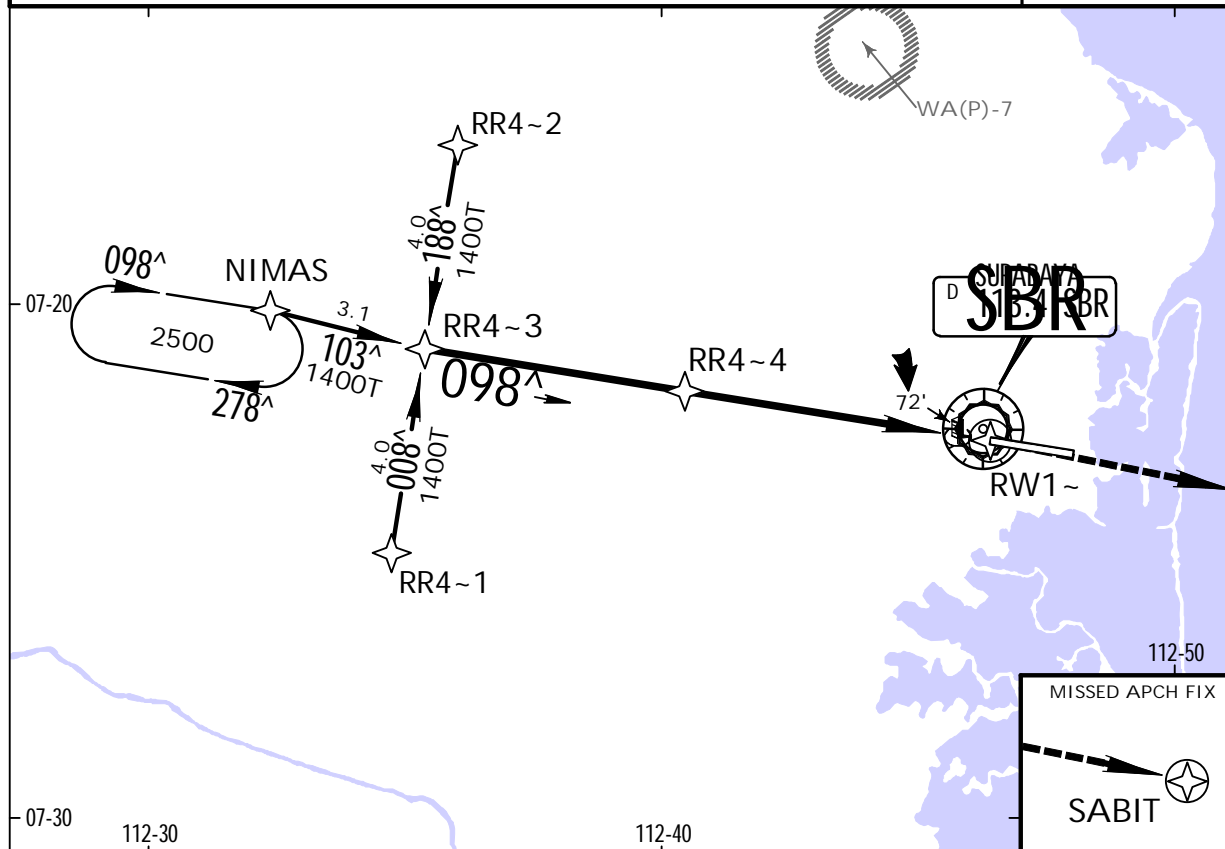 WA(P)-7
RR4~2
4.0
188^
1400T
098^
NIMAS
SURABAYA
D
SBR
113.4 SBR
07-20
3.1
RR4~3
2500
103^
1400T
RR4~4
098^
278^
72'
4.0
008^
1400T
RW1~
RR4~1
112-50
MISSED APCH FIX
SABIT
07-30
112-30
112-40